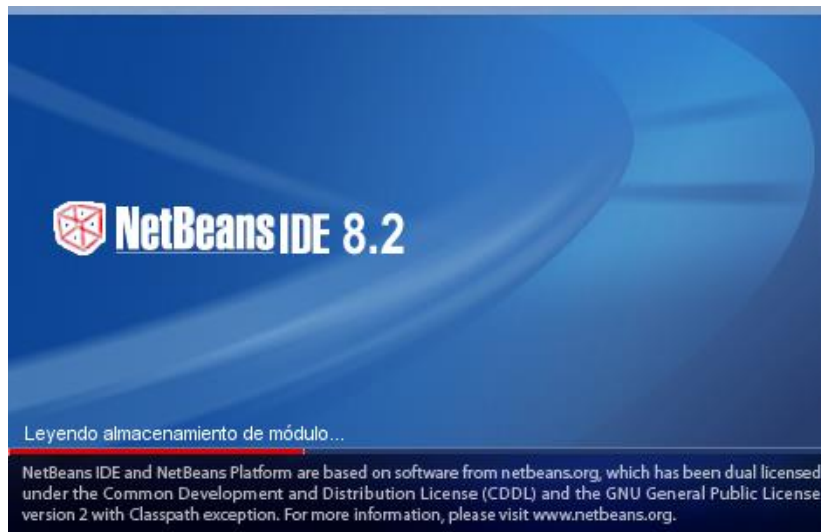 NetBeans IDE 8.2
Leyendo almacenamiento de módulo...
NetBeans IDE and NetBeans Platform are based on software from netbeans.org, which has been dual licensed
under the Common Development and Distribution License (CDDL) and the GNU General Public License
version 2 with Classpath exception. For more information, please visit www.netbeans.org.